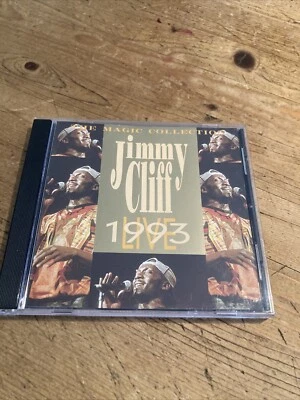 THE MAGIC COLLECTION
Jimmy
Cliff
LIVE
1993